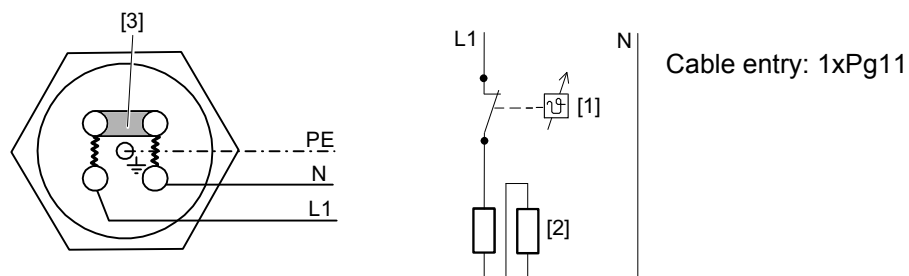 [3]
PE
N
L1
L1
ϑ
[1]
[2]
N
Cable entry: 1xPg11